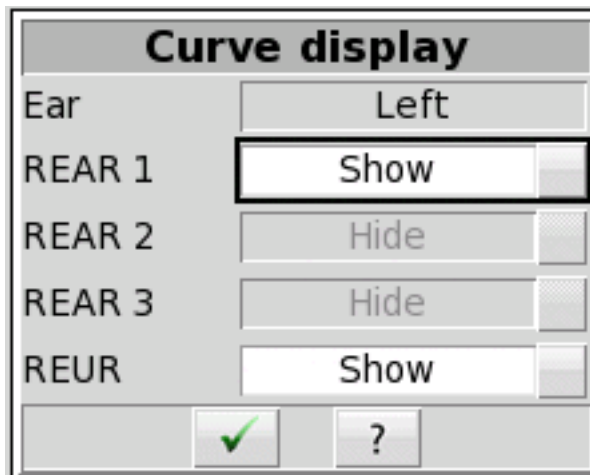 Curve display
Ear Left
REAR 1 Show
REAR 2 Hide
REAR 3 Hide
REUR Show
?